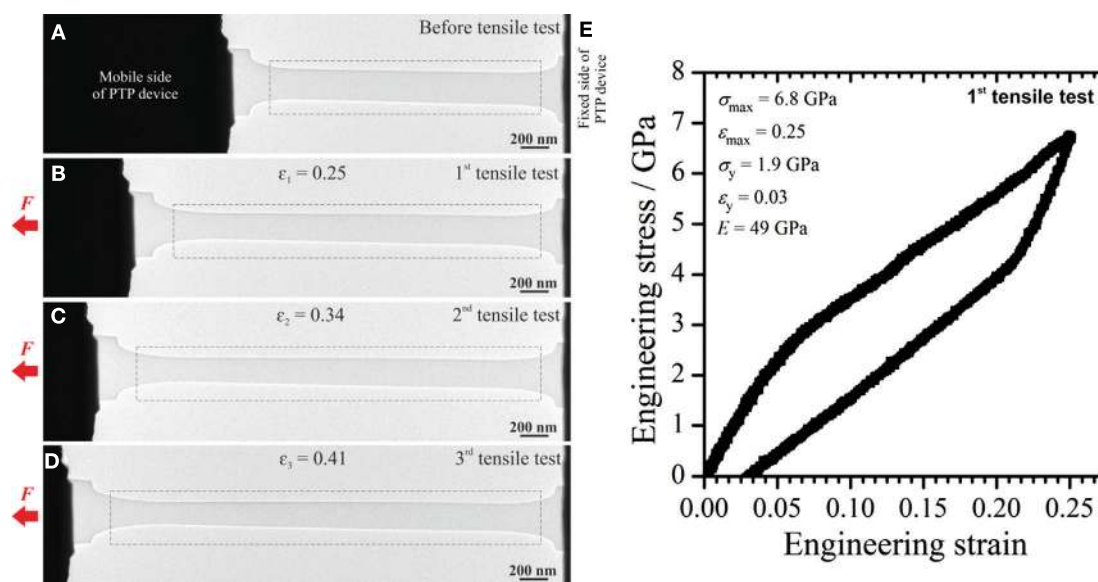 A
Before tensile test
Mobile side
of PTP device
200 nm
Fixed side of
PTP device
B
ε₁ = 0.25
1ˢᵗ tensile test
F
200 nm
C
ε₂ = 0.34
2ⁿᵈ tensile test
F
200 nm
D
ε₃ = 0.41
3ʳᵈ tensile test
F
200 nm
E
1ˢᵗ tensile test
σmax = 6.8 GPa
εmax = 0.25
σy = 1.9 GPa
εy = 0.03
E = 49 GPa
Engineering stress / GPa
8
7
6
5
4
3
2
1
0
0.00 0.05 0.10 0.15 0.20 0.25
Engineering strain